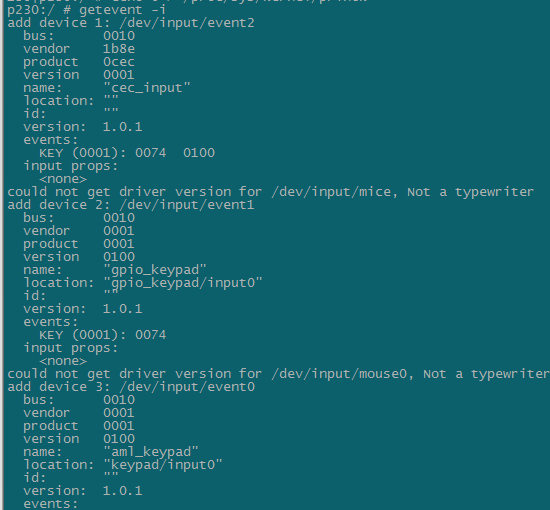 p230:/ # getevent -i
add device 1: /dev/input/event2
  bus:      0010
  vendor    1b8e
  product   0cec
  version   0001
  name:     "cec_input"
  location: ""
  id:       ""
  version:  1.0.1
  events:
    KEY (0001): 0074  0100
  input props:
    <none>
could not get driver version for /dev/input/mice, Not a typewriter
add device 2: /dev/input/event1
  bus:      0010
  vendor    0001
  product   0001
  version   0100
  name:     "gpio_keypad"
  location: "gpio_keypad/input0"
  id:       ""
  version:  1.0.1
  events:
    KEY (0001): 0074
  input props:
    <none>
could not get driver version for /dev/input/mouse0, Not a typewriter
add device 3: /dev/input/event0
  bus:      0010
  vendor    0001
  product   0001
  version   0100
  name:     "aml_keypad"
  location: "keypad/input0"
  id:       ""
  version:  1.0.1
  events: